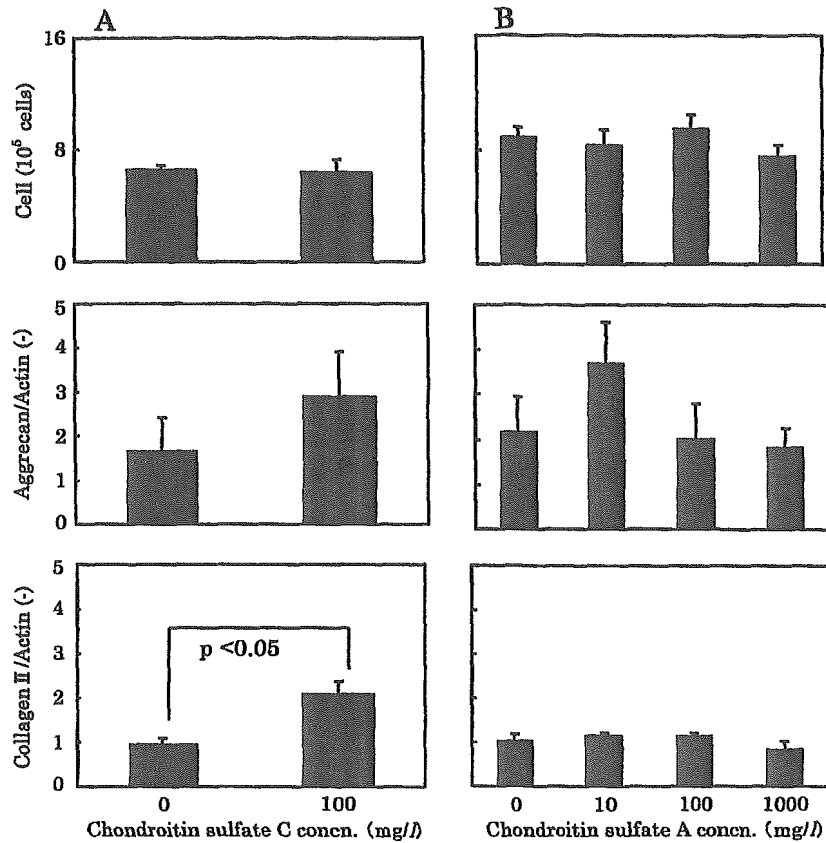 A
B
16
8
0
Cell (10⁵ cells)
5
4
3
2
1
0
Aggrecan/Actin (-)
5
4
3
2
1
0
Collagen II/Actin (-)
p <0.05
0 100
Chondroitin sulfate C concn. (mg/l)
0 10 100 1000
Chondroitin sulfate A concn. (mg/l)